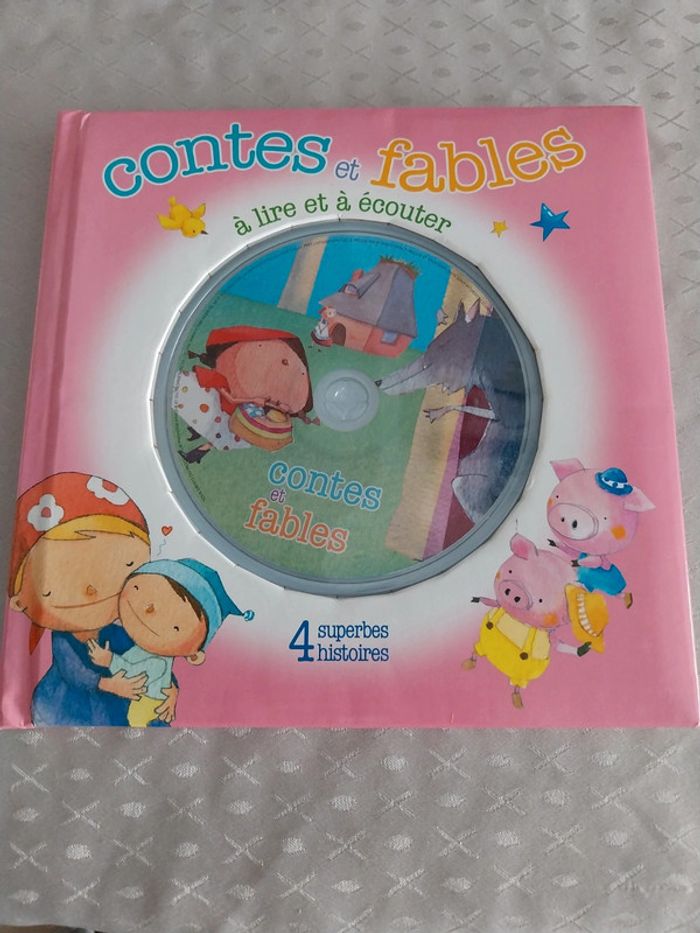 contes et fables
à lire et à écouter
contes
et
fables
4 superbes
histoires